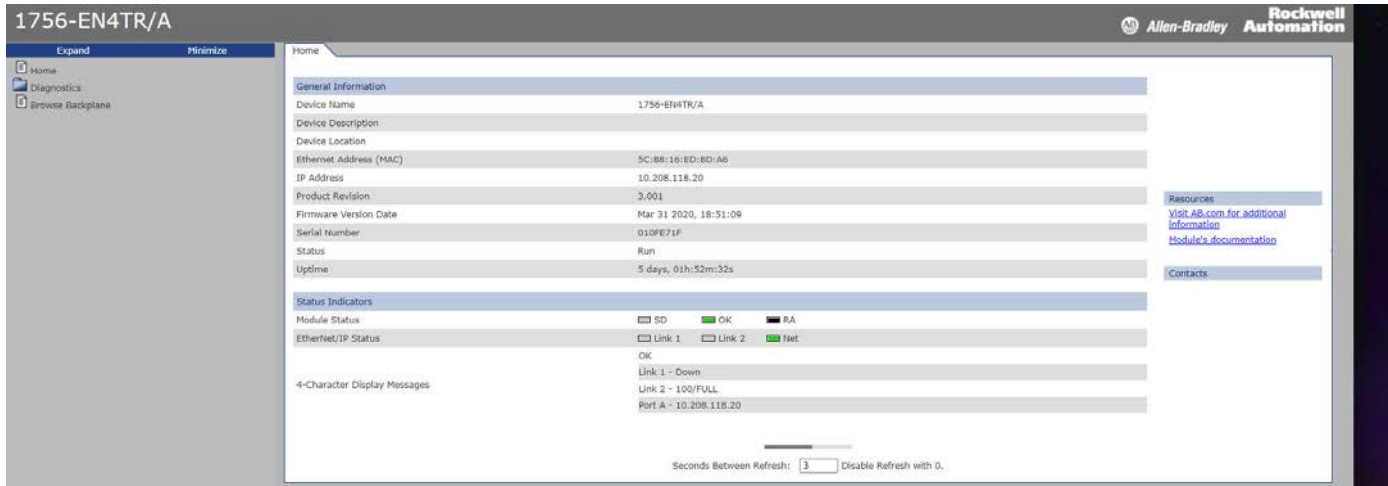 1756-EN4TR/A
AB Allen-Bradley Rockwell Automation
Expand Minimize
Home
Diagnostics
Browse Backplane
Home
General Information
Device Name 1756-EN4TR/A
Device Description
Device Location
Ethernet Address (MAC) 5C:88:16:ED:BD:A6
IP Address 10.208.118.20
Product Revision 3.001
Firmware Version Date Mar 31 2020, 18:51:09
Serial Number 010FE71F
Status Run
Uptime 5 days, 01h:52m:32s
Status Indicators
Module Status SD OK RA
EtherNet/IP Status Link 1 Link 2 Net
4-Character Display Messages
OK
Link 1 - Down
Link 2 - 100/FULL
Port A - 10.208.118.20
Seconds Between Refresh: 3 Disable Refresh with 0.
Resources
Visit AB.com for additional
information
Module's documentation
Contacts